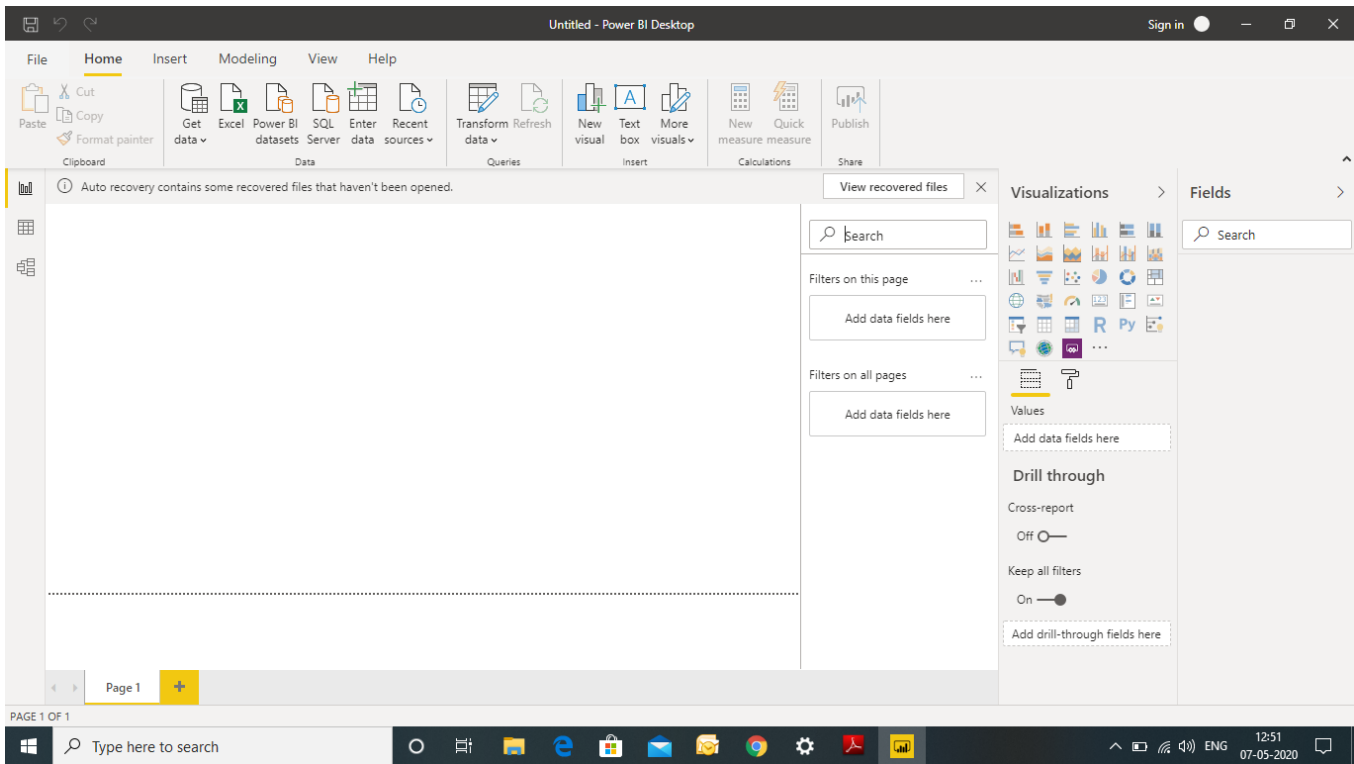 Untitled - Power BI Desktop
Sign in
File Home Insert Modeling View Help
Paste
Cut
Copy
Format painter
Clipboard
Get data
Excel
Power BI datasets
SQL Server
Enter data
Recent sources
Data
Transform data
Refresh
Queries
New visual
Text box
More visuals
Insert
New measure
Quick measure
Calculations
Publish
Share
Auto recovery contains some recovered files that haven't been opened.
View recovered files
Search
Filters on this page
...
Add data fields here
Filters on all pages
...
Add data fields here
Visualizations
123
R Py
...
Values
Add data fields here
Drill through
Cross-report
Off
Keep all filters
On
Add drill-through fields here
Fields
Search
Page 1
PAGE 1 OF 1
Type here to search
ENG
12:51
07-05-2020